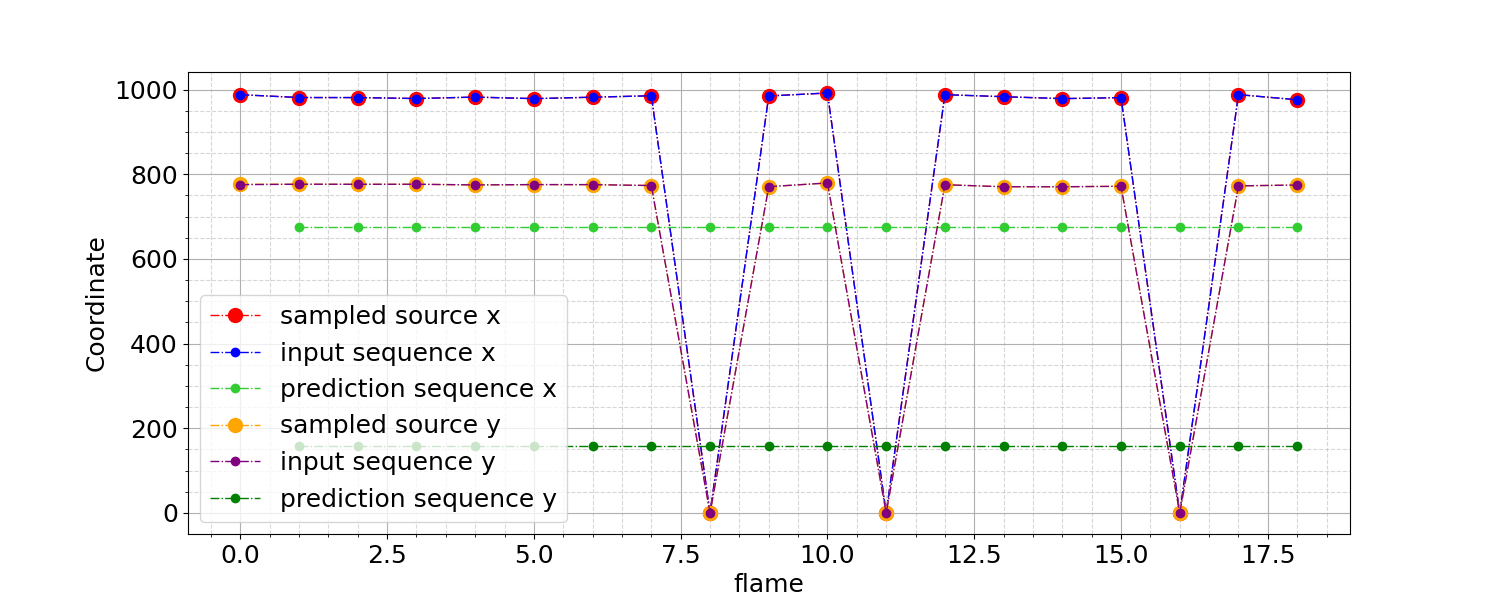 1000
800
600
400
200
0
Coordinate
sampled source x
input sequence x
prediction sequence x
sampled source y
input sequence y
prediction sequence y
0.0 2.5 5.0 7.5 10.0 12.5 15.0 17.5
flame